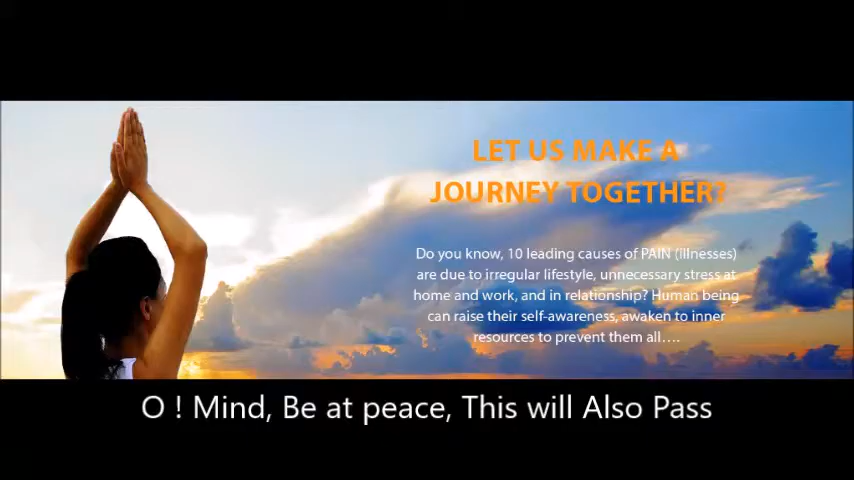 LET US MAKE A
JOURNEY TOGETHER?
Do you know, 10 leading causes of PAIN (illnesses)
are due to irregular lifestyle, unnecessary stress at
home and work, and in relationship? Human being
can raise their self-awareness, awaken to inner
resources to prevent them all....
O ! Mind, Be at peace, This will Also Pass